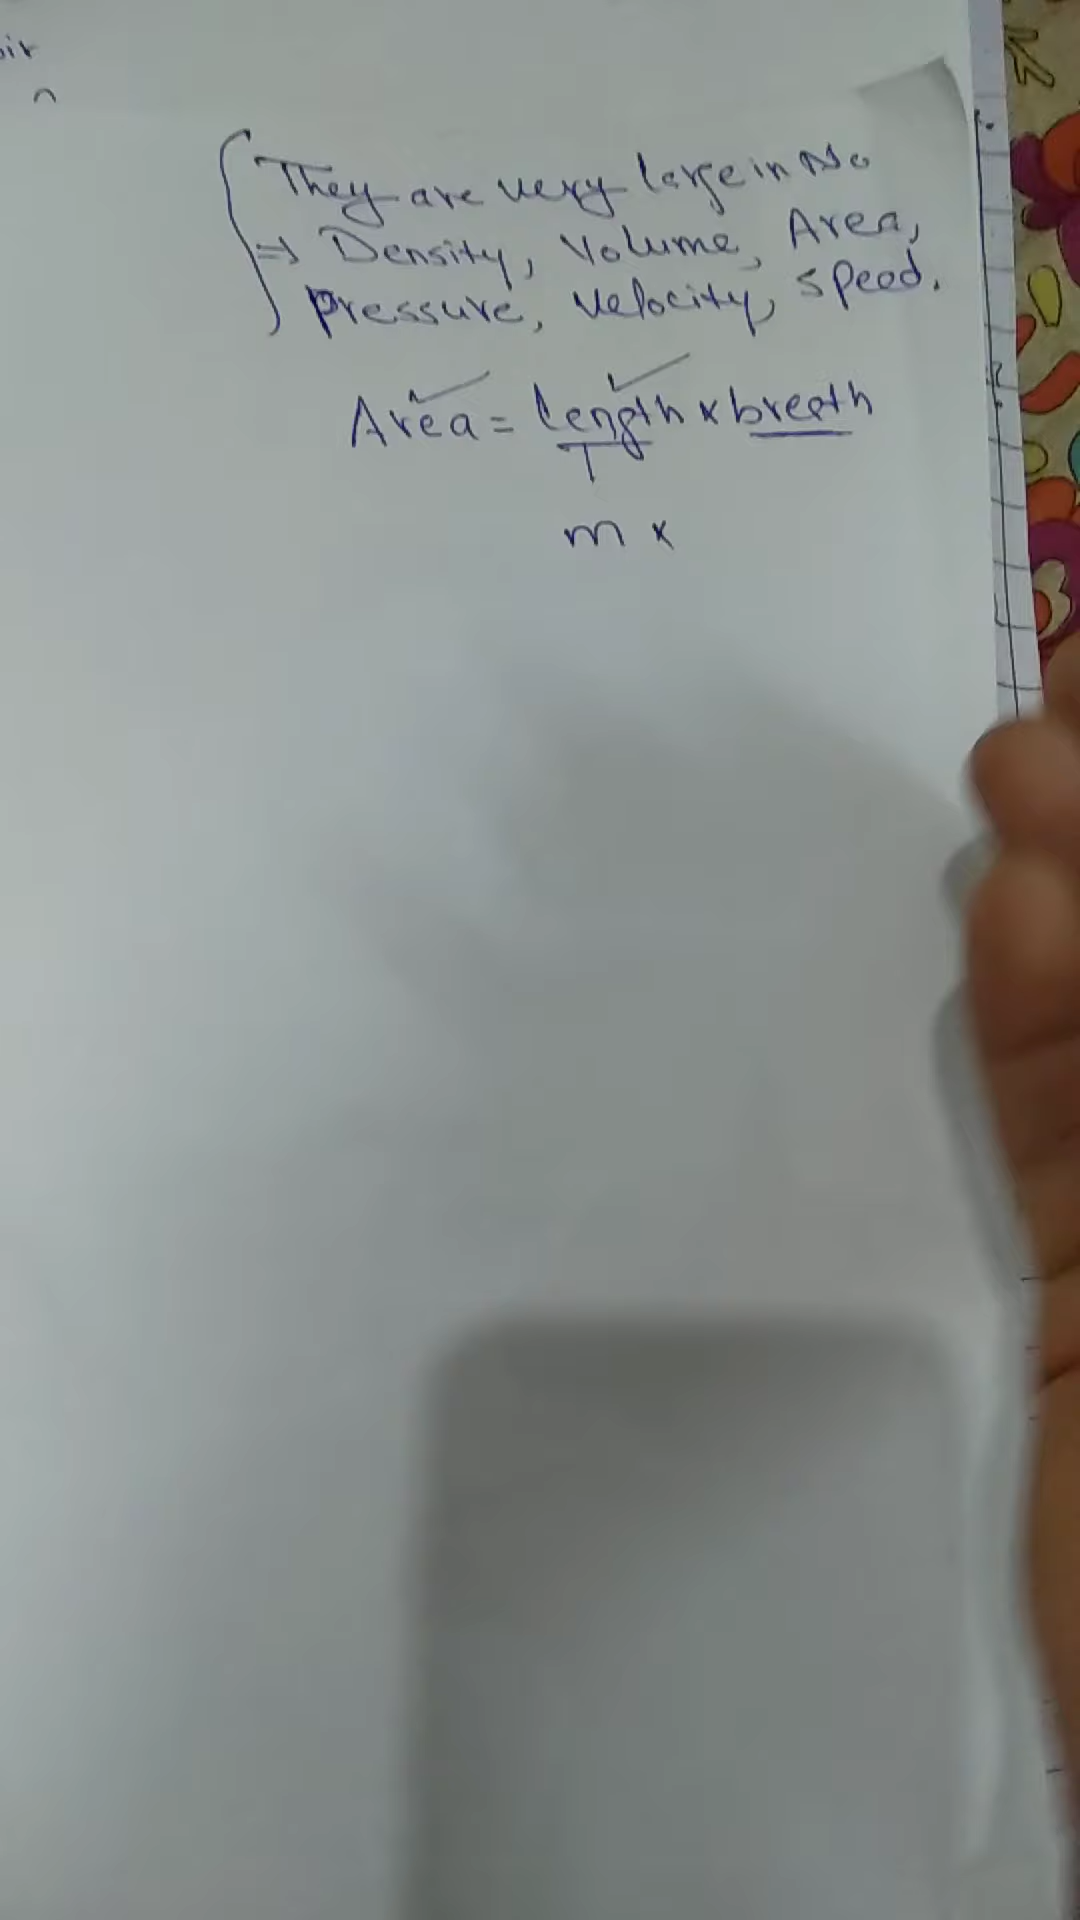 They are very large in No
⇒ Density, Volume, Area,
pressure, velocity, speed.
Area = length × breath
m ×